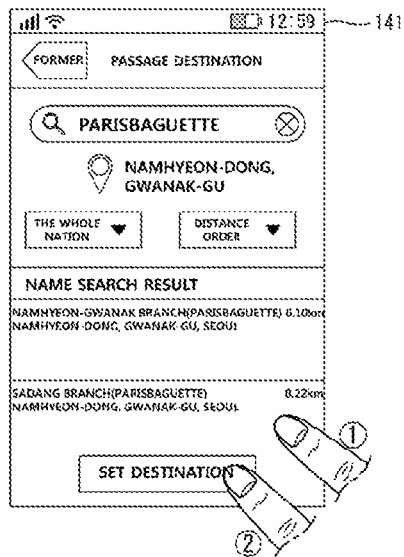 12:59
141
FORMER
PASSAGE DESTINATION
PARISBAGUETTE
NAMHYEON-DONG,
GWANAK-GU
THE WHOLE
NATION
DISTANCE
ORDER
NAME SEARCH RESULT
NAMHYEON-GWANAK BRANCH(PARISBAGUETTE) 0.10km
NAMHYEON-DONG, GWANAK-GU, SEOUL
SADANG BRANCH(PARISBAGUETTE) 0.22km
NAMHYEON-DONG, GWANAK-GU, SEOUL
①
SET DESTINATION
②